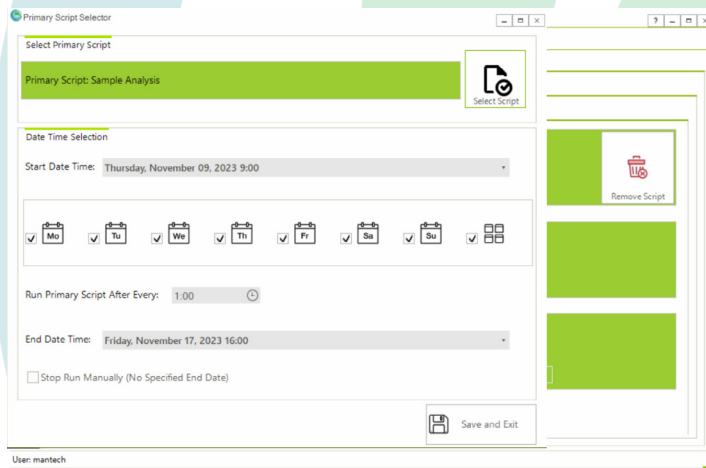 Primary Script Selector
Select Primary Script
Primary Script: Sample Analysis
Select Script
Remove Script
Date Time Selection
Start Date Time: Thursday, November 09, 2023 9:00
Mo Tu We Th Fr Sa Su
Run Primary Script After Every: 1:00
End Date Time: Friday, November 17, 2023 16:00
Stop Run Manually (No Specified End Date)
Save and Exit
User: mantech